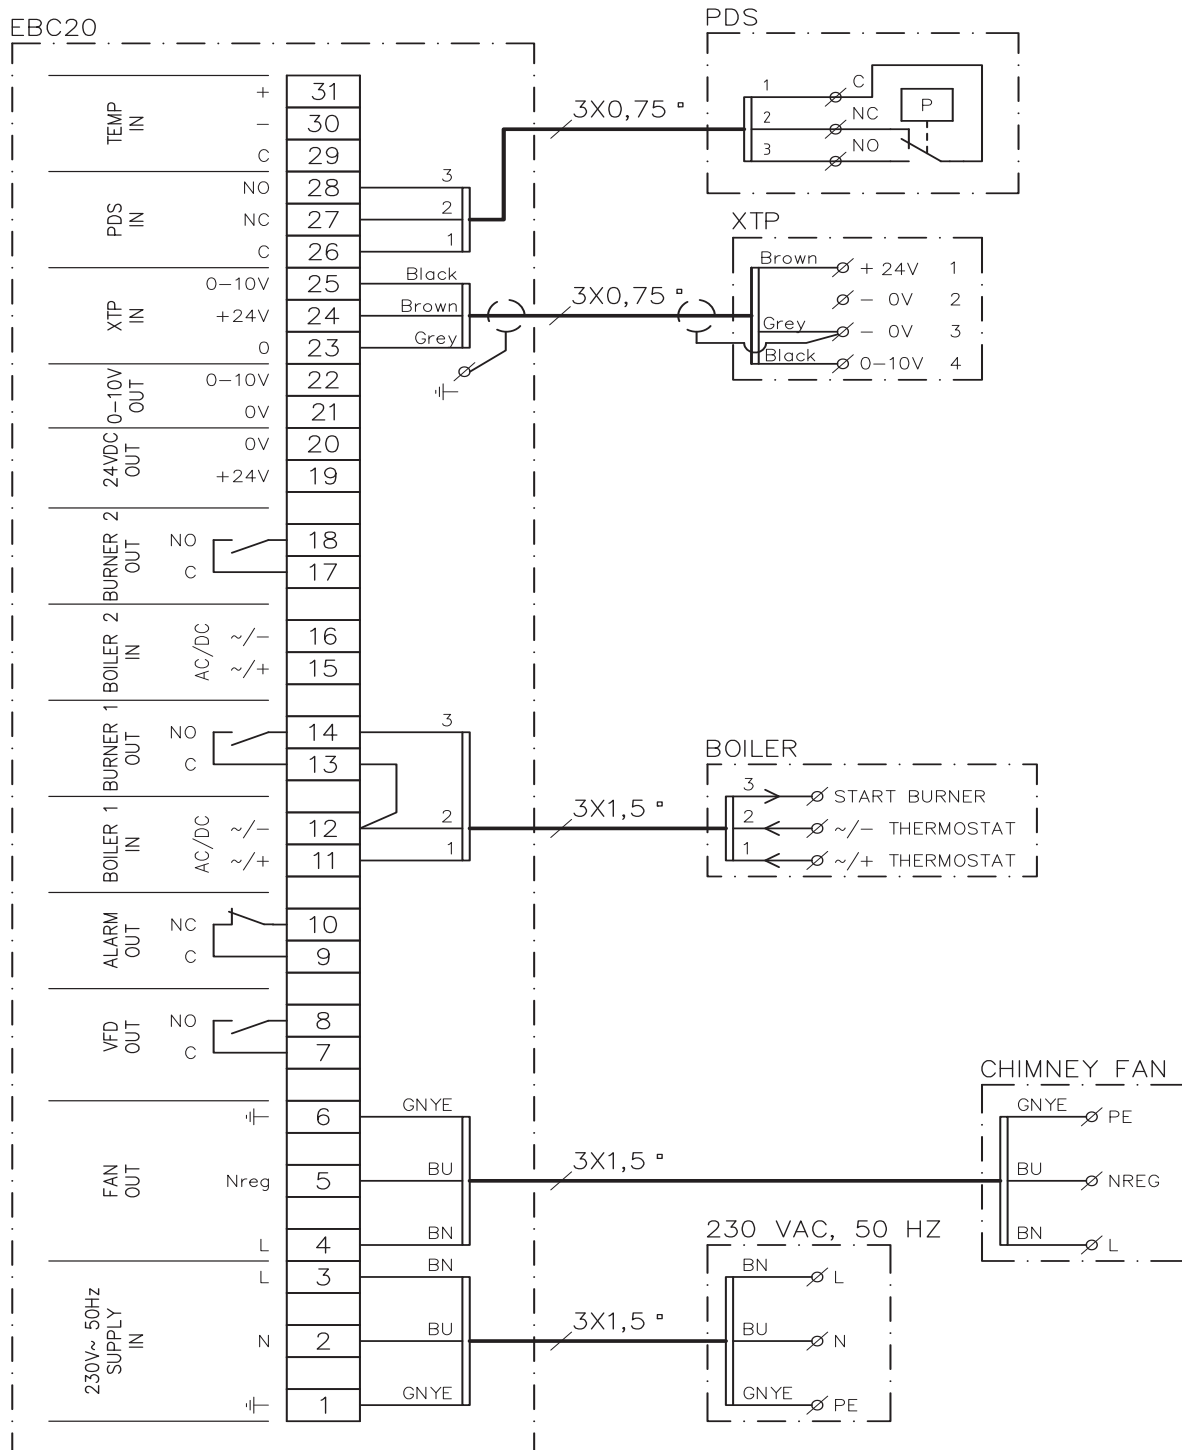 EBC20
TEMP
IN
+ 31
− 30
C 29
PDS
IN
NO 28
NC 27
C 26
3
2
1
XTP
IN
0−10V 25
+24V 24
0 23
Black
Brown
Grey
0−10V
OUT
0−10V 22
0V 21
24VDC
OUT
0V 20
+24V 19
BURNER 2
OUT
NO 18
C 17
BOILER 2
IN
AC/DC
~/− 16
~/+ 15
BURNER 1
OUT
NO 14
C 13
BOILER 1
IN
AC/DC
~/− 12
~/+ 11
3
2
1
ALARM
OUT
NC 10
C 9
VFD
OUT
NO 8
C 7
FAN
OUT
6
Nreg 5
L 4
GNYE
BU
BN
230V~ 50Hz
SUPPLY
IN
L 3
N 2
1
BN
BU
GNYE
3X0,75 ▫
PDS
1 C
2 NC
3 NO
P
3X0,75 ▫
XTP
Brown + 24V 1
− 0V 2
Grey − 0V 3
Black 0−10V 4
3X1,5 ▫
BOILER
3 START BURNER
2 ~/− THERMOSTAT
1 ~/+ THERMOSTAT
3X1,5 ▫
CHIMNEY FAN
GNYE PE
BU NREG
BN L
3X1,5 ▫
230 VAC, 50 HZ
BN L
BU N
GNYE PE